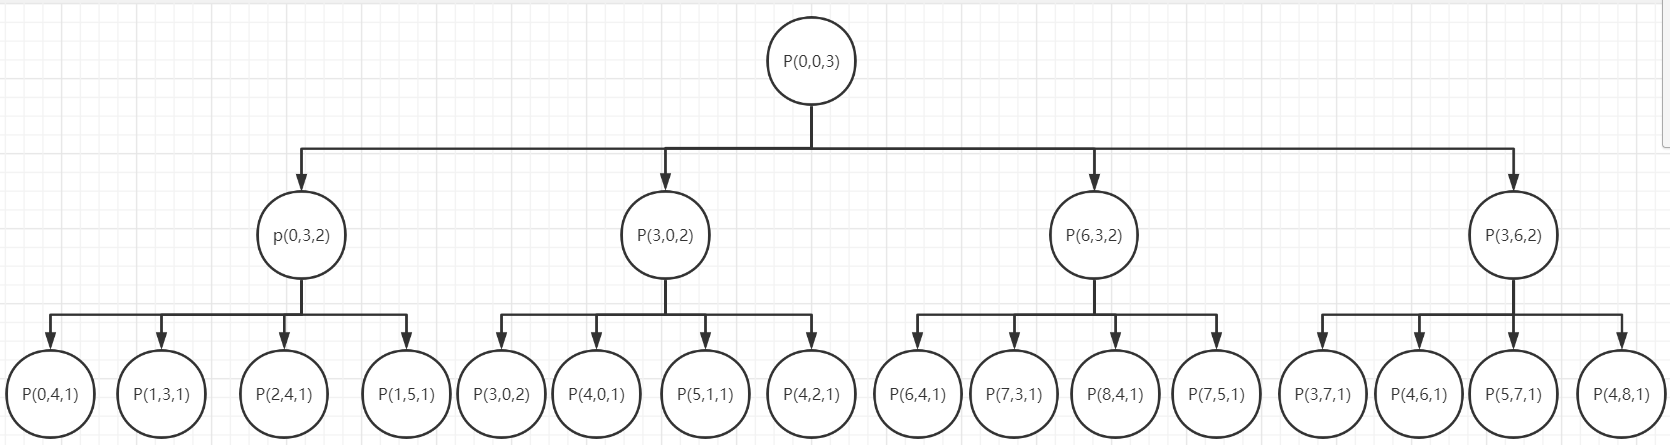 P(0,0,3)
p(0,3,2)
P(3,0,2)
P(6,3,2)
P(3,6,2)
P(0,4,1)
P(1,3,1)
P(2,4,1)
P(1,5,1)
P(3,0,2)
P(4,0,1)
P(5,1,1)
P(4,2,1)
P(6,4,1)
P(7,3,1)
P(8,4,1)
P(7,5,1)
P(3,7,1)
P(4,6,1)
P(5,7,1)
P(4,8,1)